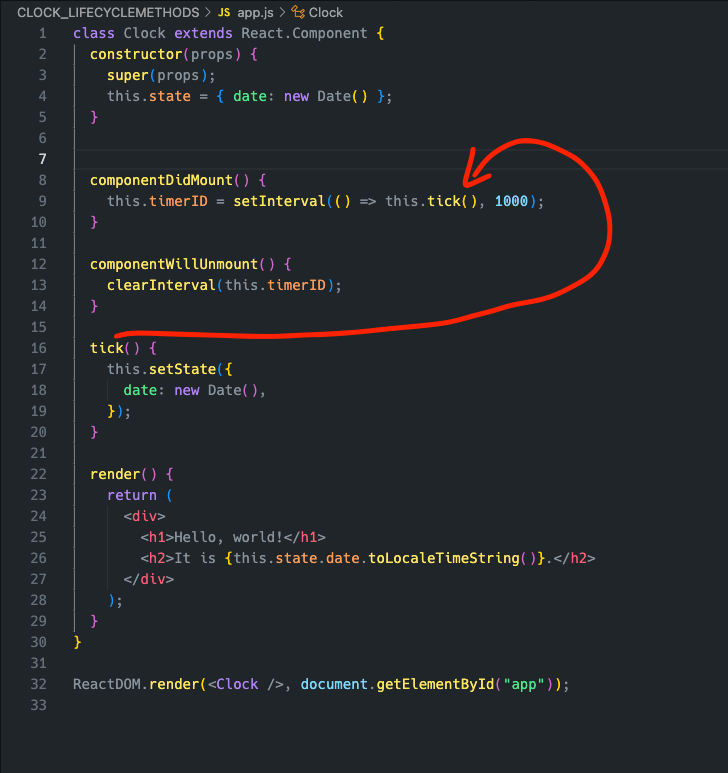 CLOCK_LIFECYCLEMETHODS > JS app.js > Clock
1 class Clock extends React.Component {
2   constructor(props) {
3     super(props);
4     this.state = { date: new Date() };
5   }
6
7
8   componentDidMount() {
9     this.timerID = setInterval(() => this.tick(), 1000);
10   }
11
12   componentWillUnmount() {
13     clearInterval(this.timerID);
14   }
15
16   tick() {
17     this.setState({
18       date: new Date(),
19     });
20   }
21
22   render() {
23     return (
24       <div>
25         <h1>Hello, world!</h1>
26         <h2>It is {this.state.date.toLocaleTimeString()}.</h2>
27       </div>
28     );
29   }
30 }
31
32 ReactDOM.render(<Clock />, document.getElementById("app"));
33